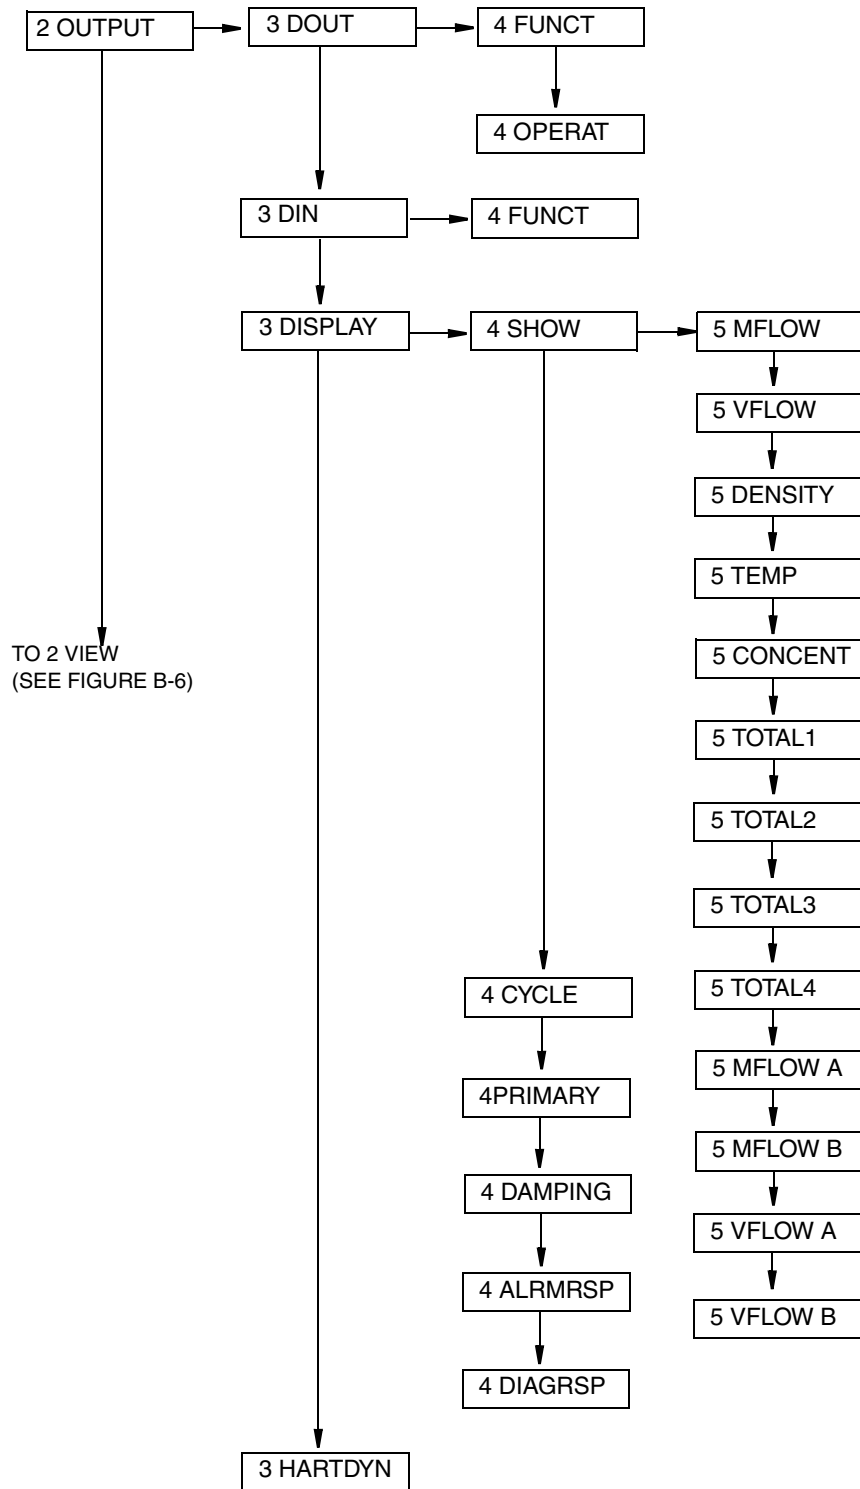 2 OUTPUT
3 DOUT
4 FUNCT
4 OPERAT
3 DIN
4 FUNCT
3 DISPLAY
4 SHOW
5 MFLOW
5 VFLOW
5 DENSITY
5 TEMP
TO 2 VIEW
(SEE FIGURE B-6)
5 CONCENT
5 TOTAL1
5 TOTAL2
5 TOTAL3
5 TOTAL4
4 CYCLE
5 MFLOW A
4PRIMARY
5 MFLOW B
4 DAMPING
5 VFLOW A
4 ALRMRSP
5 VFLOW B
4 DIAGRSP
3 HARTDYN